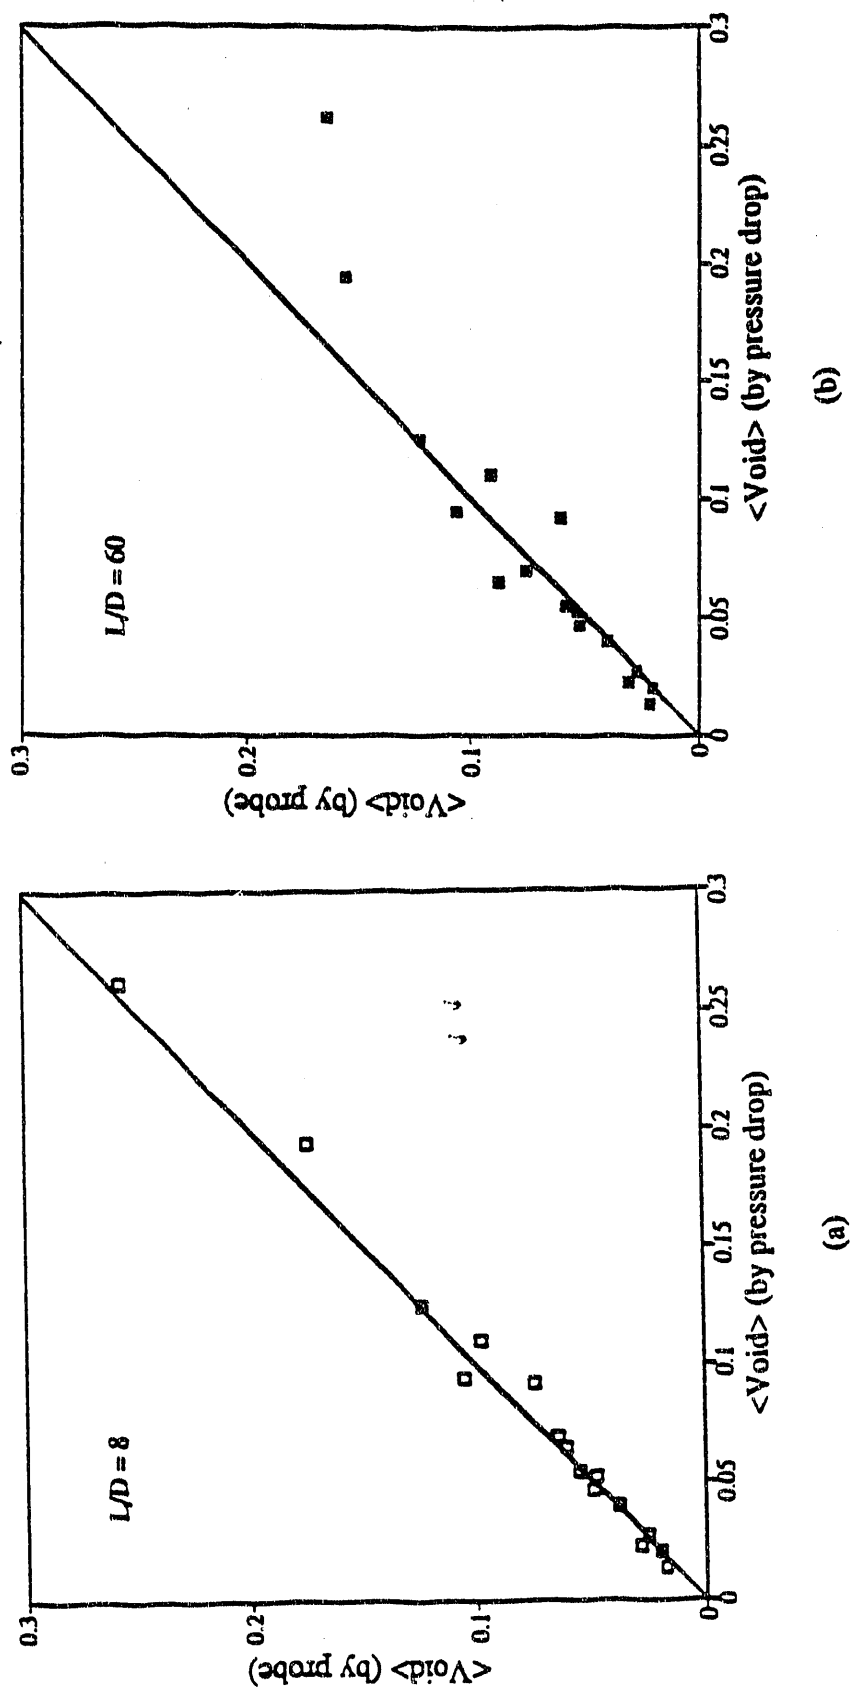 L/D = 8
0.3
0.2
0.1
0
<Void> (by probe)
0 0.05 0.1 0.15 0.2 0.25 0.3
<Void> (by pressure drop)
(a)
L/D = 60
0.3
0.2
0.1
0
<Void> (by probe)
0 0.05 0.1 0.15 0.2 0.25 0.3
<Void> (by pressure drop)
(b)